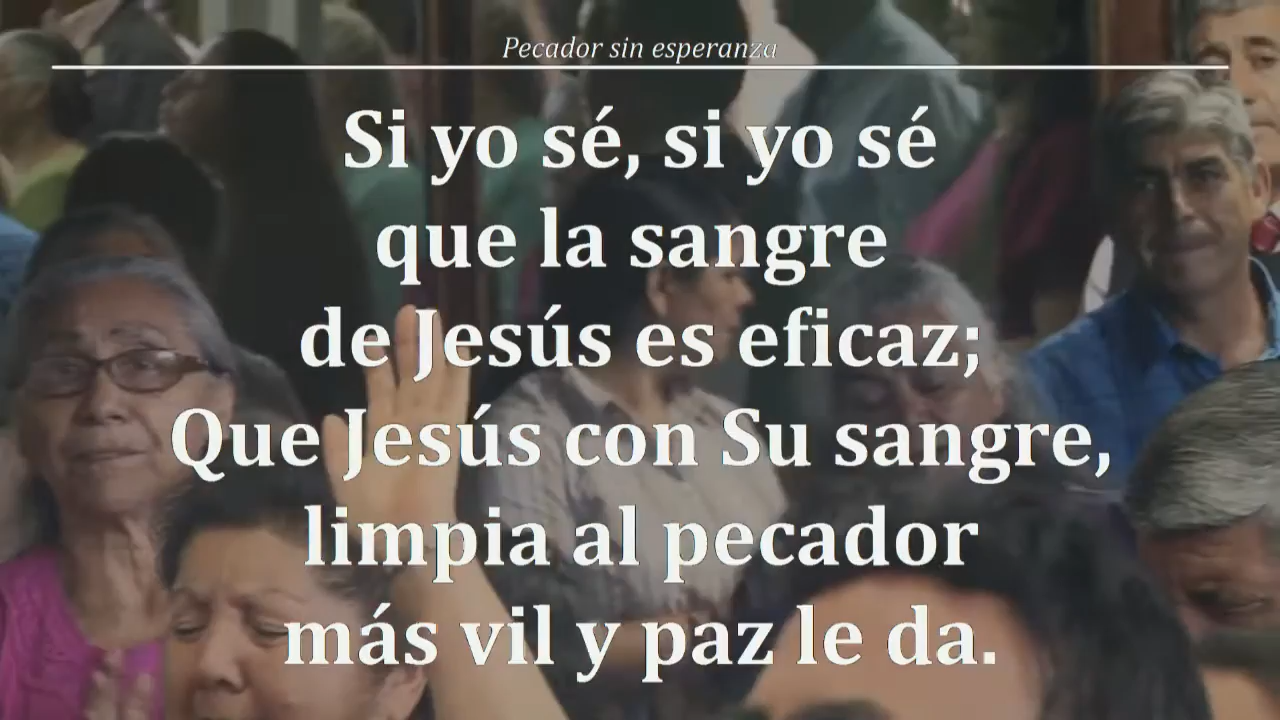 Pecador sin esperanza
Si yo sé, si yo sé
que la sangre
de Jesús es eficaz;
Que Jesús con Su sangre,
limpia al pecador
más vil y paz le da.